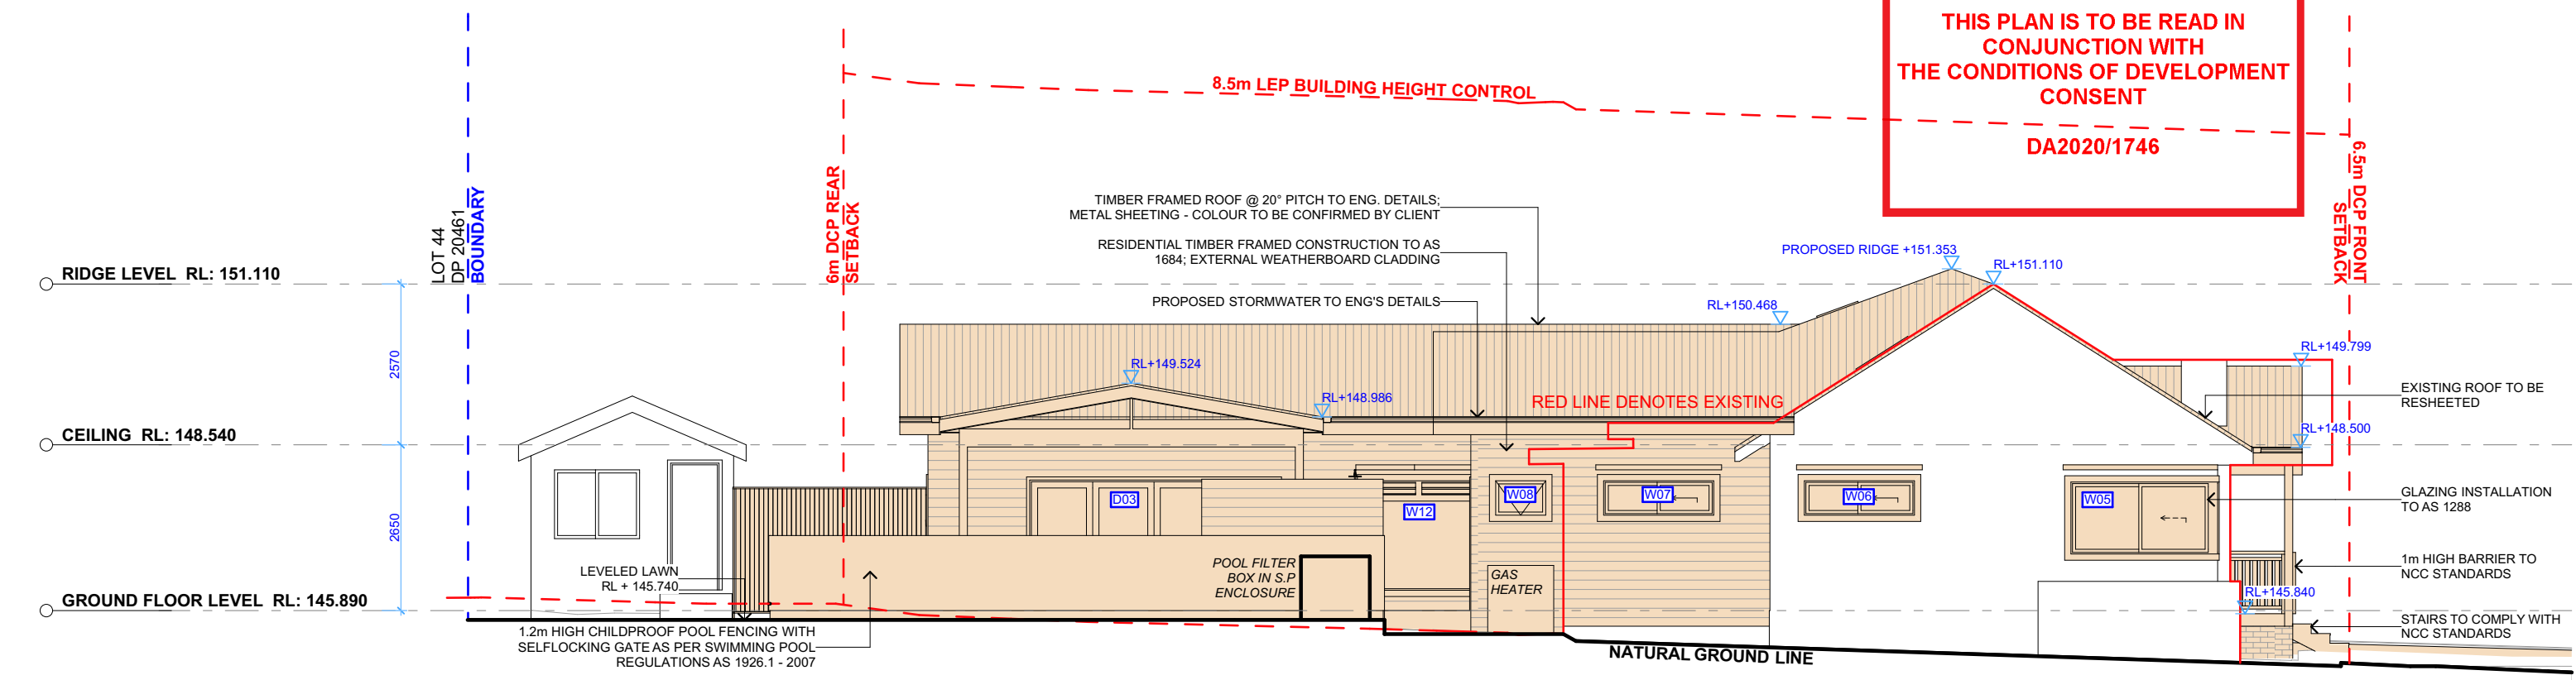 THIS PLAN IS TO BE READ IN
CONJUNCTION WITH
THE CONDITIONS OF DEVELOPMENT
CONSENT
DA2020/1746
8.5m LEP BUILDING HEIGHT CONTROL
LOT 44
DP 20461
BOUNDARY
6m DCP REAR
SETBACK
6.5m DCP FRONT
SETBACK
TIMBER FRAMED ROOF @ 20° PITCH TO ENG. DETAILS;
METAL SHEETING - COLOUR TO BE CONFIRMED BY CLIENT
RESIDENTIAL TIMBER FRAMED CONSTRUCTION TO AS
1684; EXTERNAL WEATHERBOARD CLADDING
PROPOSED STORMWATER TO ENG'S DETAILS
PROPOSED RIDGE +151.353
RL+151.110
RL+150.468
RIDGE LEVEL RL: 151.110
2570
RL+149.524
RL+148.986
RED LINE DENOTES EXISTING
RL+149.799
EXISTING ROOF TO BE
RESHEETED
RL+148.500
CEILING RL: 148.540
2650
D03
W12
W08
W07
W06
W05
GLAZING INSTALLATION
TO AS 1288
1m HIGH BARRIER TO
NCC STANDARDS
POOL FILTER
BOX IN S.P
ENCLOSURE
GAS
HEATER
LEVELED LAWN
RL + 145.740
RL+145.840
GROUND FLOOR LEVEL RL: 145.890
STAIRS TO COMPLY WITH
NCC STANDARDS
1.2m HIGH CHILDPROOF POOL FENCING WITH
SELFLOCKING GATE AS PER SWIMMING POOL
REGULATIONS AS 1926.1 - 2007
NATURAL GROUND LINE